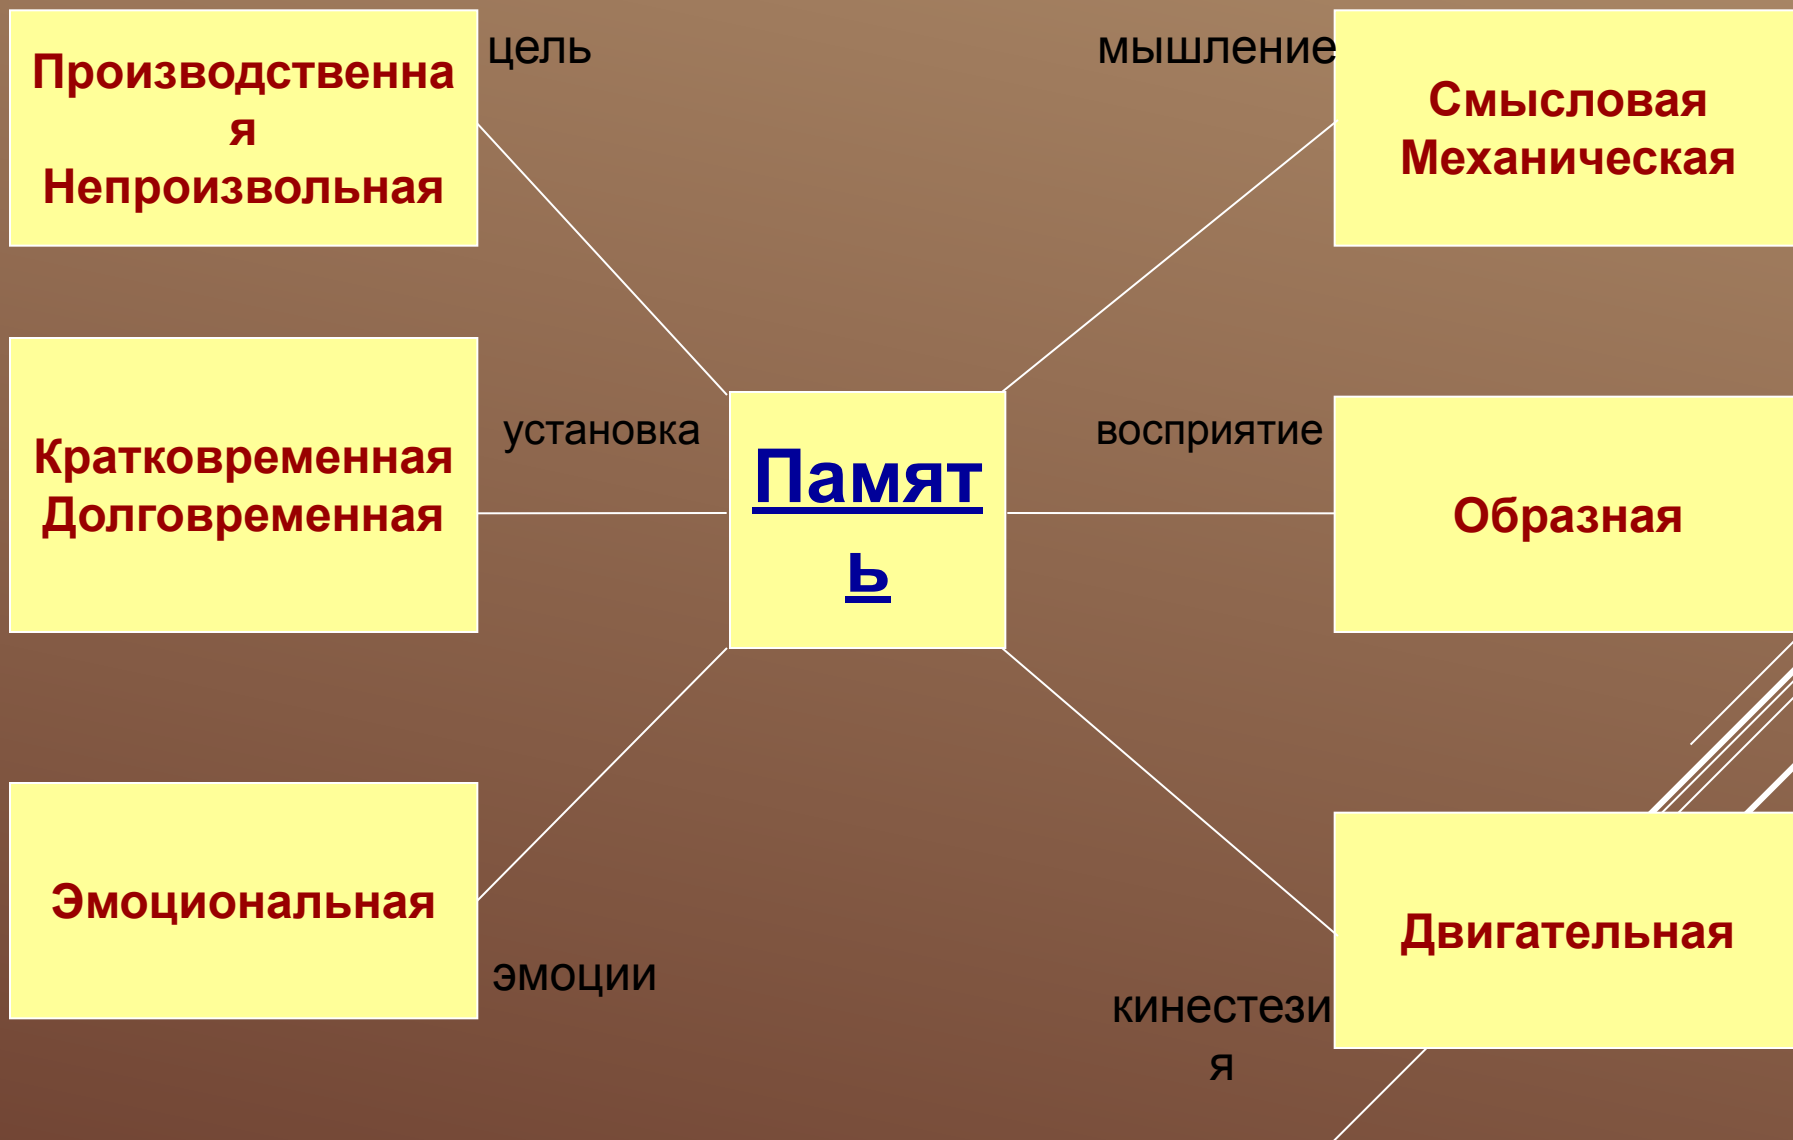 Производственна
я
Непроизвольная
цель
мышление
Смысловая
Механическая
Кратковременная
Долговременная
установка
Памят
ь
восприятие
Образная
Эмоциональная
эмоции
кинестези
я
Двигательная